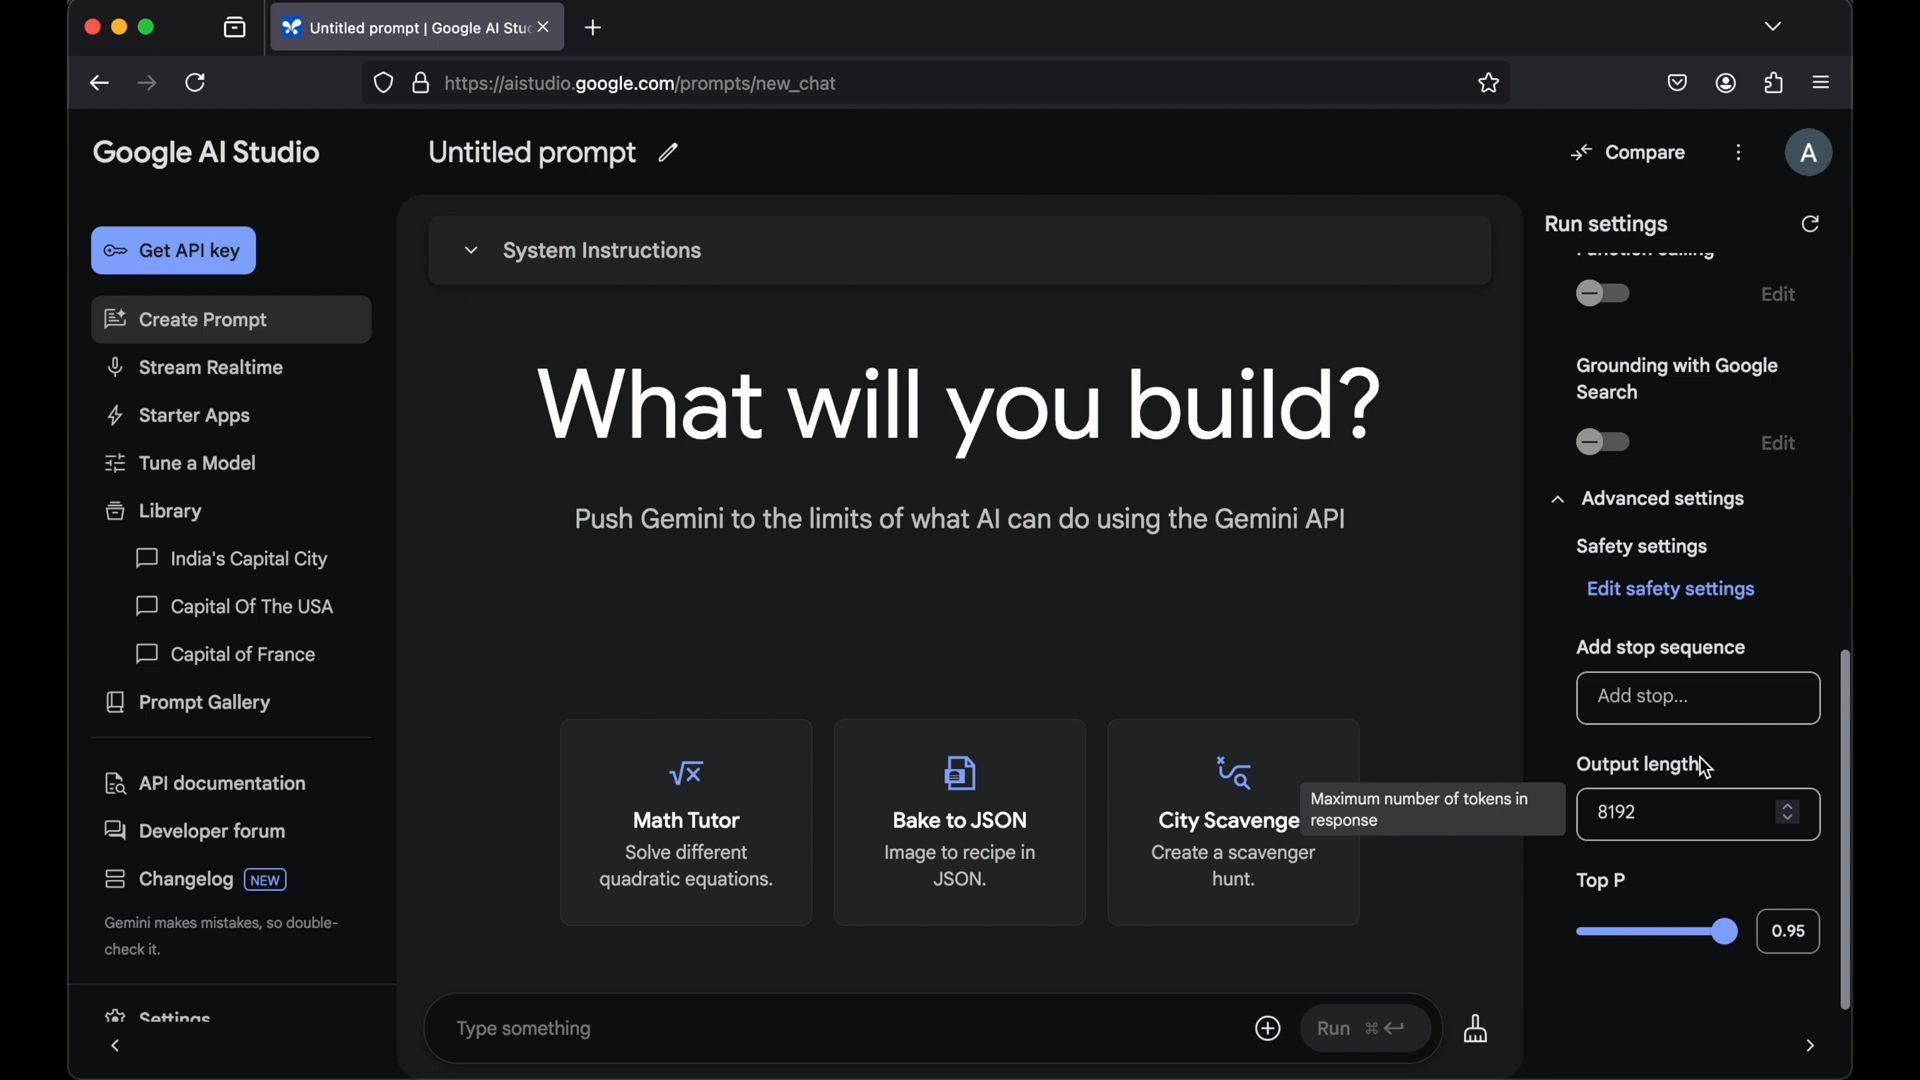 Untitled prompt | Google AI Stu
https://aistudio.google.com/prompts/new_chat
Google AI Studio
Untitled prompt
Compare
A
Get API key
Create Prompt
Stream Realtime
Starter Apps
Tune a Model
Library
India's Capital City
Capital Of The USA
Capital of France
Prompt Gallery
API documentation
Developer forum
Changelog NEW
Gemini makes mistakes, so double-
check it.
Settings
System Instructions
What will you build?
Push Gemini to the limits of what AI can do using the Gemini API
Math Tutor
Solve different
quadratic equations.
Bake to JSON
Image to recipe in
JSON.
City Scavenge
Create a scavenger
hunt.
Maximum number of tokens in
response
Type something
Run ⌘↵
Run settings
Function calling
Edit
Grounding with Google
Search
Edit
Advanced settings
Safety settings
Edit safety settings
Add stop sequence
Add stop...
Output length
8192
Top P
0.95